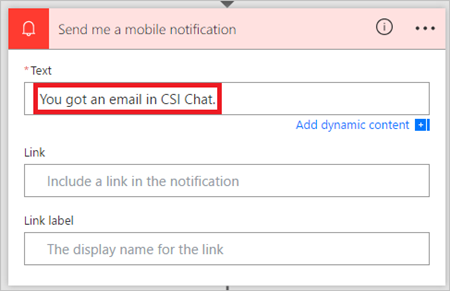 Send me a mobile notification
*Text
You got an email in CSI Chat.
Add dynamic content
Link
Include a link in the notification
Link label
The display name for the link